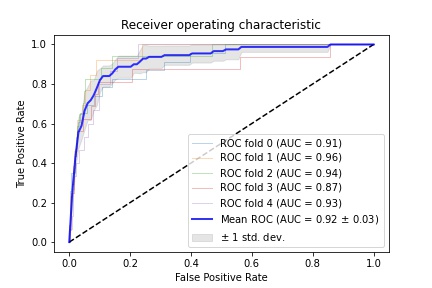 Receiver operating characteristic
True Positive Rate
1.0
0.8
0.6
0.4
0.2
0.0
ROC fold 0 (AUC = 0.91)
ROC fold 1 (AUC = 0.96)
ROC fold 2 (AUC = 0.94)
ROC fold 3 (AUC = 0.87)
ROC fold 4 (AUC = 0.93)
Mean ROC (AUC = 0.92 ± 0.03)
± 1 std. dev.
0.0 0.2 0.4 0.6 0.8 1.0
False Positive Rate